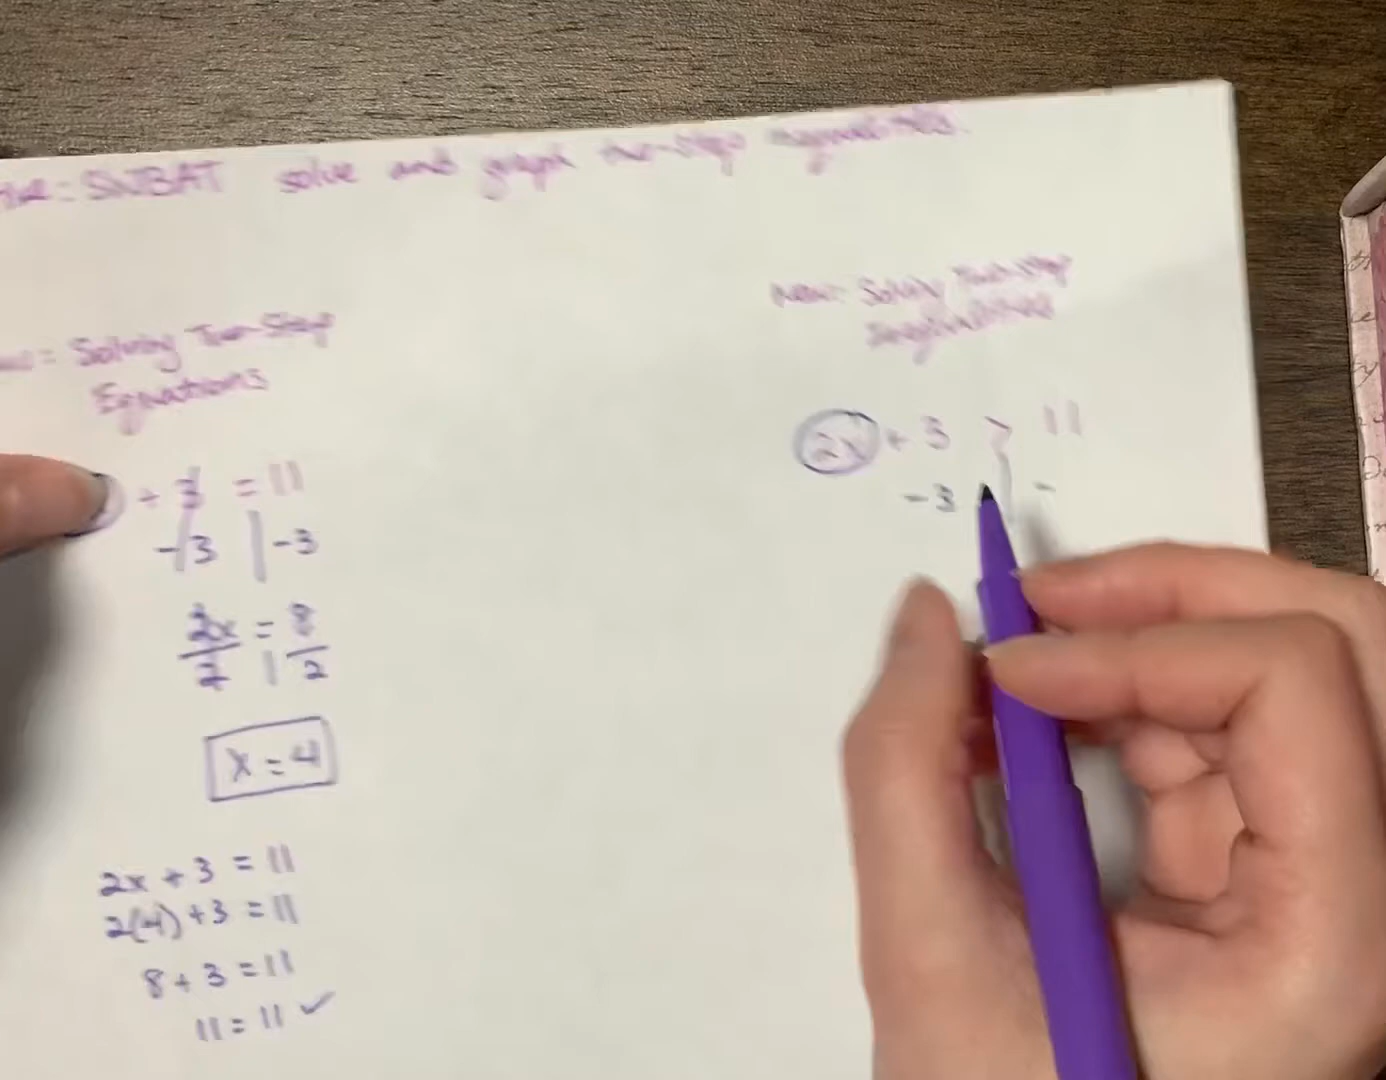 : SWBAT solve and graph two-step inequalities.
: Solving Two-Step
Equations
+ 3 = 11
-3 | -3
2x = 8
2 | 2
x = 4
2x + 3 = 11
2(4) + 3 = 11
8 + 3 = 11
11 = 11 ✓
New: Solving Two-Step
Inequalities
2x + 3 > 11
-3 | -